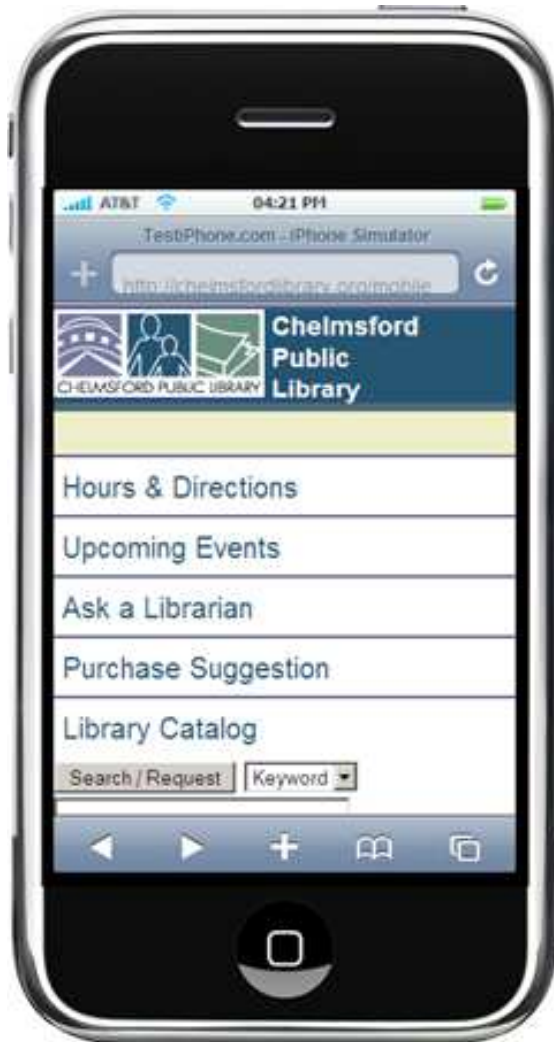 AT&T 04:21 PM
TestiPhone.com - iPhone Simulator
http://chelmsfordlibrary.org/mobile
Chelmsford
Public
Library
CHELMSFORD PUBLIC LIBRARY
Hours & Directions
Upcoming Events
Ask a Librarian
Purchase Suggestion
Library Catalog
Search / Request Keyword